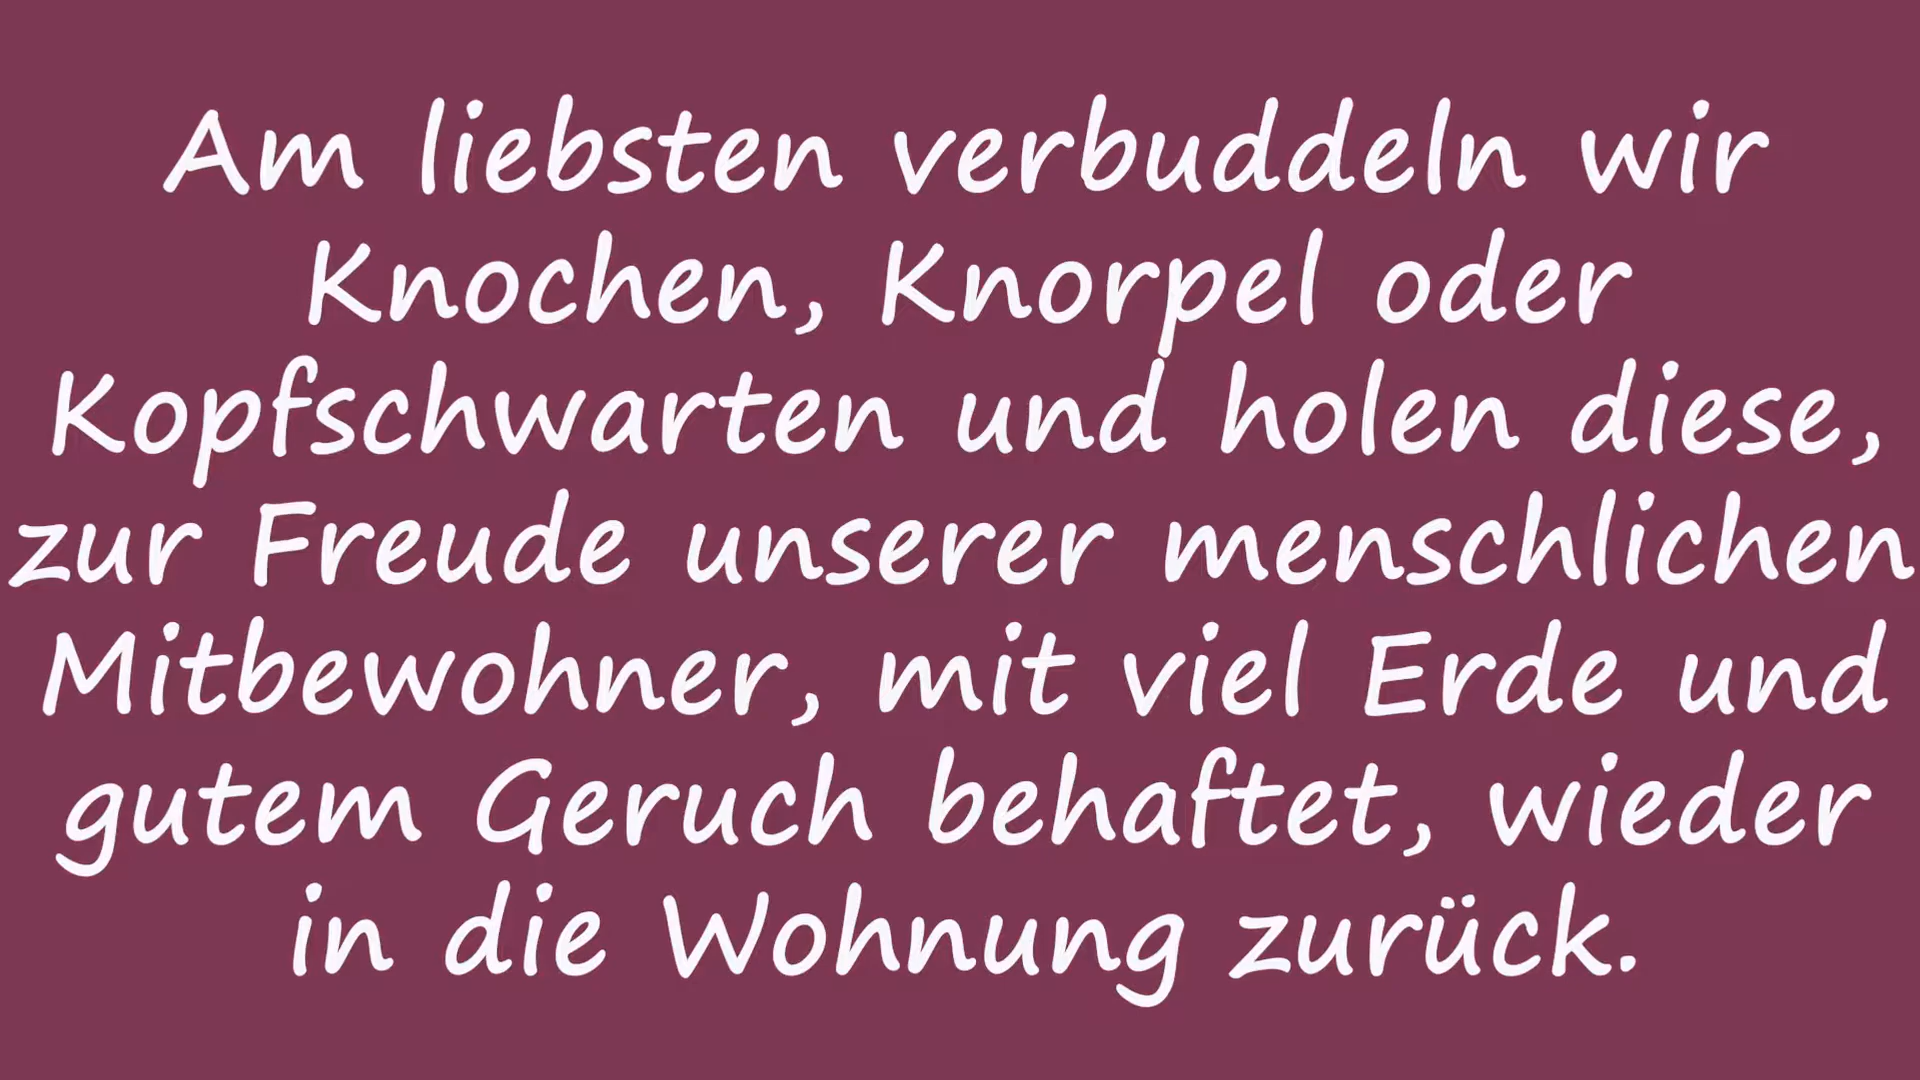 Am liebsten verbuddeln wir
Knochen, Knorpel oder
Kopfschwarten und holen diese,
zur Freude unserer menschlichen
Mitbewohner, mit viel Erde und
gutem Geruch behaftet, wieder
in die Wohnung zurück.